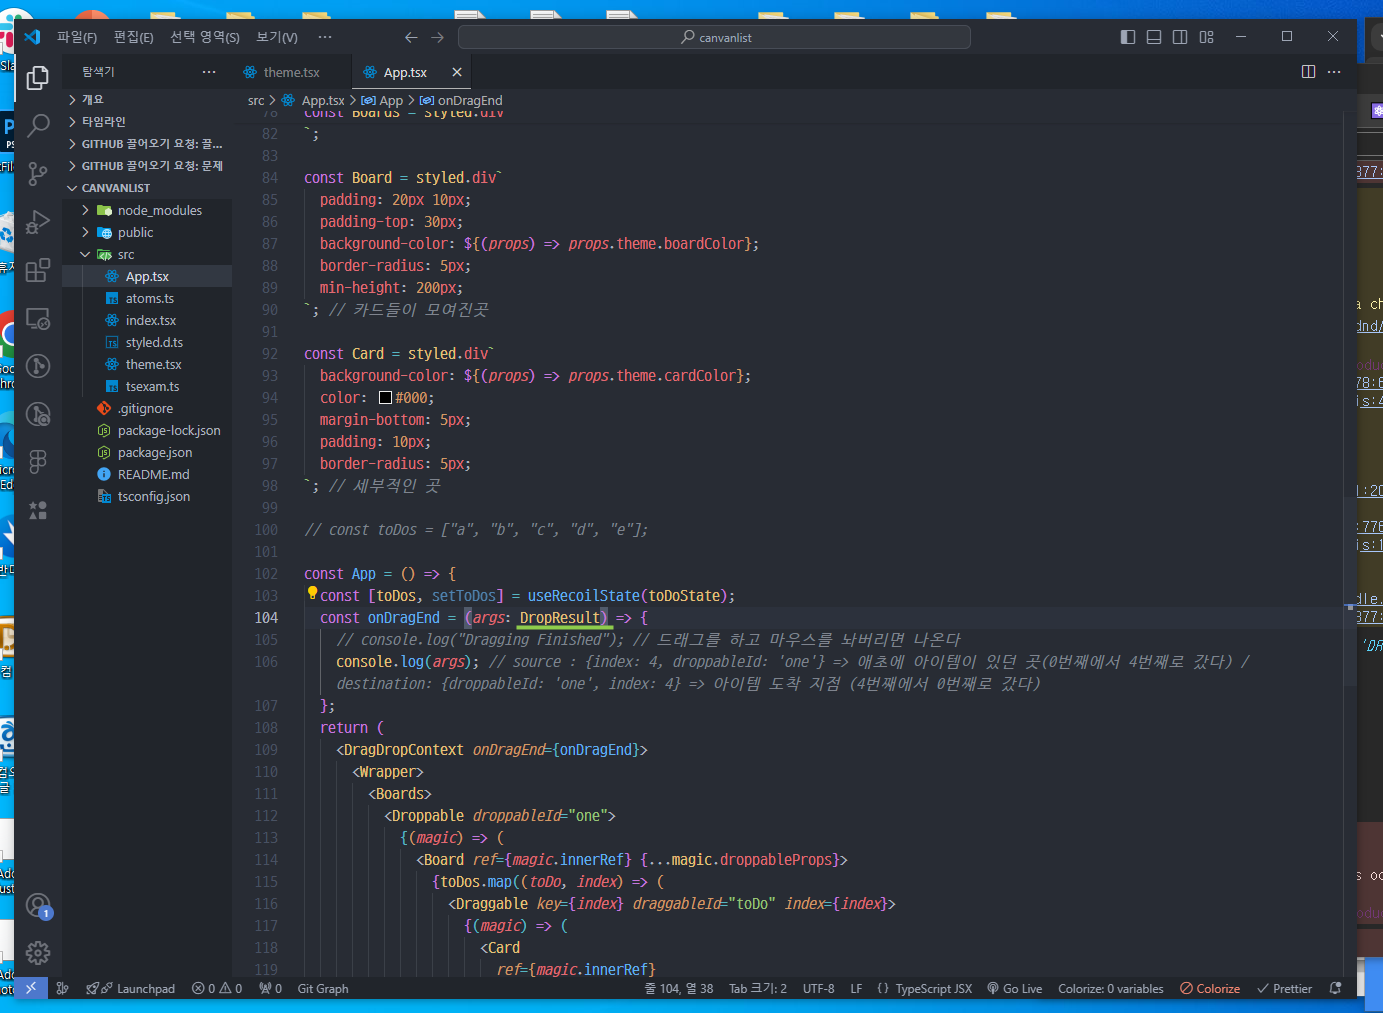 파일(F) 편집(E) 선택 영역(S) 보기(V) ···
canvanlist
탐색기 ···
theme.tsx
App.tsx
src > App.tsx > App > onDragEnd
개요
타임라인
GITHUB 끌어오기 요청: 끌...
GITHUB 끌어오기 요청: 문제
CANVANLIST
node_modules
public
src
App.tsx
atoms.ts
index.tsx
styled.d.ts
theme.tsx
tsexam.ts
.gitignore
package-lock.json
package.json
README.md
tsconfig.json
78 const Boards = styled.div`
82 `;
83
84 const Board = styled.div`
85 padding: 20px 10px;
86 padding-top: 30px;
87 background-color: ${(props) => props.theme.boardColor};
88 border-radius: 5px;
89 min-height: 200px;
90 `; // 카드들이 모여진곳
91
92 const Card = styled.div`
93 background-color: ${(props) => props.theme.cardColor};
94 color: #000;
95 margin-bottom: 5px;
96 padding: 10px;
97 border-radius: 5px;
98 `; // 세부적인 곳
99
100 // const toDos = ["a", "b", "c", "d", "e"];
101
102 const App = () => {
103 const [toDos, setToDos] = useRecoilState(toDoState);
104 const onDragEnd = (args: DropResult) => {
105 // console.log("Dragging Finished"); // 드래그를 하고 마우스를 놔버리면 나온다
106 console.log(args); // source : {index: 4, droppableId: 'one'} => 애초에 아이템이 있던 곳(0번째에서 4번째로 갔다) /
destination: {droppableId: 'one', index: 4} => 아이템 도착 지점 (4번째에서 0번째로 갔다)
107 };
108 return (
109 <DragDropContext onDragEnd={onDragEnd}>
110 <Wrapper>
111 <Boards>
112 <Droppable droppableId="one">
113 {(magic) => (
114 <Board ref={magic.innerRef} {...magic.droppableProps}>
115 {toDos.map((toDo, index) => (
116 <Draggable key={index} draggableId="toDo" index={index}>
117 {(magic) => (
118 <Card
119 ref={magic.innerRef}
1
Launchpad 0 0 0 Git Graph
줄 104, 열 38 Tab 크기: 2 UTF-8 LF {} TypeScript JSX Go Live Colorize: 0 variables Colorize Prettier